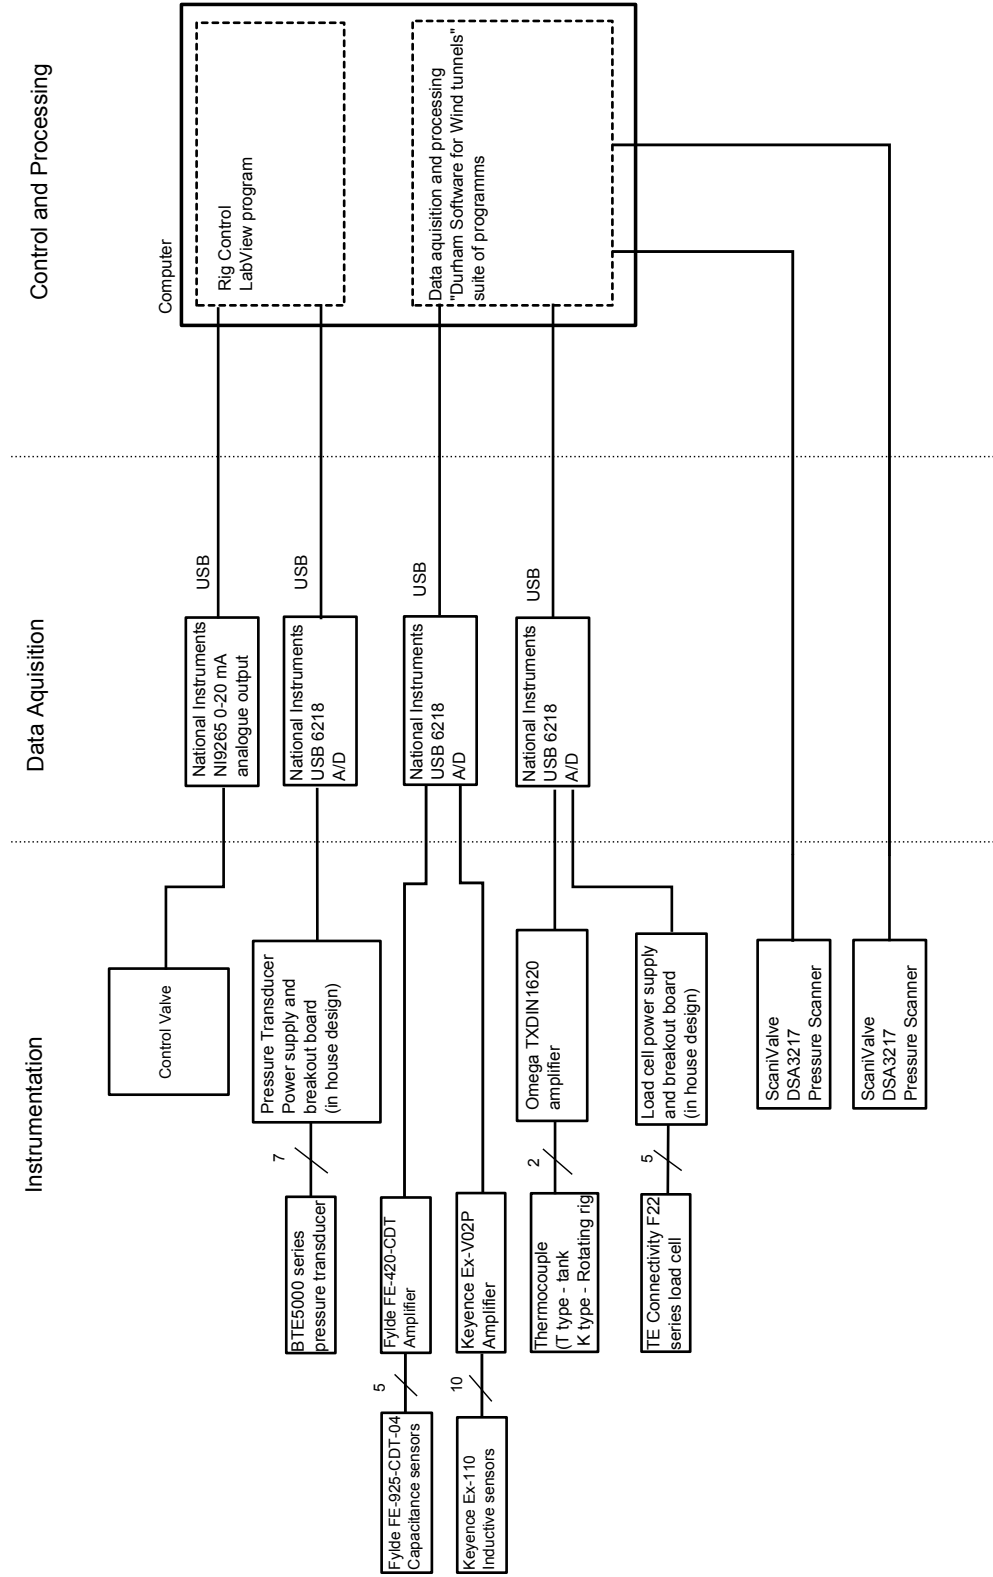 Instrumentation
Data Aquisition
Control and Processing
Control Valve
National Instruments
NI9265 0-20 mA
analogue output
USB
Computer
Rig Control
LabView program
BTE5000 series
pressure transducer
7
Pressure Transducer
Power supply and
breakout board
(in house design)
National Instruments
USB 6218
A/D
USB
Fylde FE-925-CDT-04
Capacitance sensors
5
Fylde FE-420-CDT
Amplifier
National Instruments
USB 6218
A/D
USB
Data aquisition and processing
"Durham Software for Wind tunnels"
suite of programms
Keyence Ex-110
Inductive sensors
10
Keyence Ex-V02P
Amplifier
Thermocouple
(T type - tank
K type - Rotating rig
2
Omega TXDIN1620
amplifier
National Instruments
USB 6218
A/D
USB
TE Connectivity F22
series load cell
5
Load cell power supply
and breakout board
(in house design)
ScaniValve
DSA3217
Pressure Scanner
ScaniValve
DSA3217
Pressure Scanner